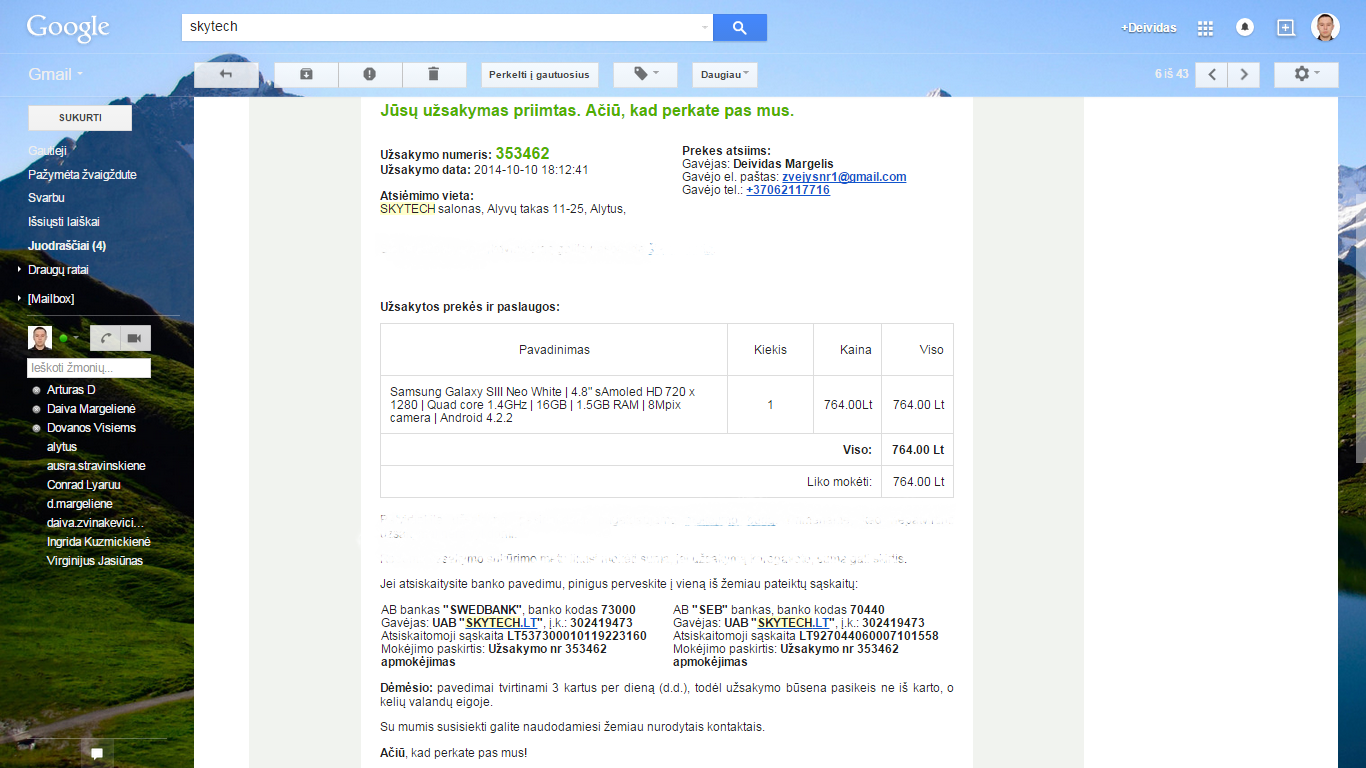 Google
skytech
+Deividas
Gmail
Perkelti į gautuosius
Daugiau
6 iš 43
SUKURTI
Gautieji
Pažymėta žvaigždute
Svarbu
Išsiųsti laiškai
Juodraščiai (4)
Draugų ratai
[Mailbox]
Ieškoti žmonių...
Arturas D
Daiva Margelienė
Dovanos Visiems
alytus
ausra.stravinskiene
Conrad Lyaruu
d.margeliene
daiva.zvinakevici...
Ingrida Kuzmickienė
Virginijus Jasiūnas
Jūsų užsakymas priimtas. Ačiū, kad perkate pas mus.
Užsakymo numeris: 353462
Užsakymo data: 2014-10-10 18:12:41
Atsiėmimo vieta:
SKYTECH salonas, Alyvų takas 11-25, Alytus,
Prekes atsiims:
Gavėjas: Deividas Margelis
Gavėjo el. paštas: zvejysnr1@gmail.com
Gavėjo tel.: +37062117716
Užsakytos prekės ir paslaugos:
Pavadinimas Kiekis Kaina Viso
Samsung Galaxy SIII Neo White | 4.8" sAmoled HD 720 x
1280 | Quad core 1.4GHz | 16GB | 1.5GB RAM | 8Mpix
camera | Android 4.2.2
1 764.00Lt 764.00 Lt
Viso: 764.00 Lt
Liko mokėti: 764.00 Lt
Jei atsiskaitysite banko pavedimu, pinigus perveskite į vieną iš žemiau pateiktų sąskaitų:
AB bankas "SWEDBANK", banko kodas 73000
Gavėjas: UAB "SKYTECH.LT", į.k.: 302419473
Atsiskaitomoji sąskaita LT537300010119223160
Mokėjimo paskirtis: Užsakymo nr 353462
apmokėjimas
AB "SEB" bankas, banko kodas 70440
Gavėjas: UAB "SKYTECH.LT", į.k.: 302419473
Atsiskaitomoji sąskaita LT927044060007101558
Mokėjimo paskirtis: Užsakymo nr 353462
apmokėjimas
Dėmėsio: pavedimai tvirtinami 3 kartus per dieną (d.d.), todėl užsakymo būsena pasikeis ne iš karto, o
kelių valandų eigoje.
Su mumis susisiekti galite naudodamiesi žemiau nurodytais kontaktais.
Ačiū, kad perkate pas mus!